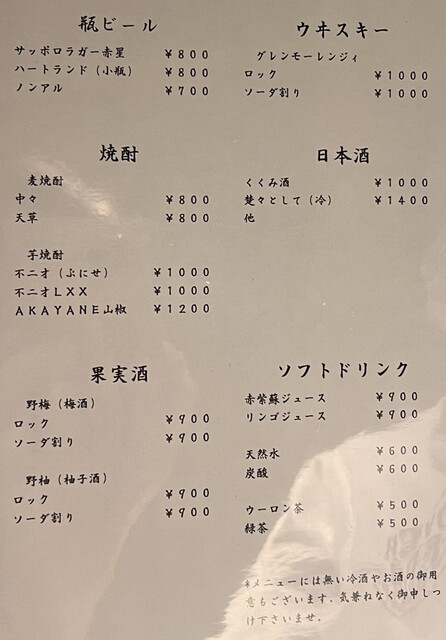 瓶ビール
サッポロラガー赤星 ¥800
ハートランド(小瓶) ¥800
ノンアル ¥700
焼酎
麦焼酎
中々 ¥800
天草 ¥800
芋焼酎
不二才(ぶにせ) ¥1000
不二才LXX ¥1000
AKAYANE山椒 ¥1200
果実酒
野梅(梅酒)
ロック ¥900
ソーダ割り ¥900
野柚(柚子酒)
ロック ¥900
ソーダ割り ¥900
ウヰスキー
グレンモーレンジィ
ロック ¥1000
ソーダ割り ¥1000
日本酒
くくみ酒 ¥1000
楚々として(冷) ¥1400
他
ソフトドリンク
赤紫蘇ジュース ¥900
リンゴジュース ¥900
天然水 ¥600
炭酸 ¥600
ウーロン茶 ¥500
緑茶 ¥500
*メニューには無い冷酒やお酒の御用
意もございます。気兼ねなく御申しつ
け下さいませ。